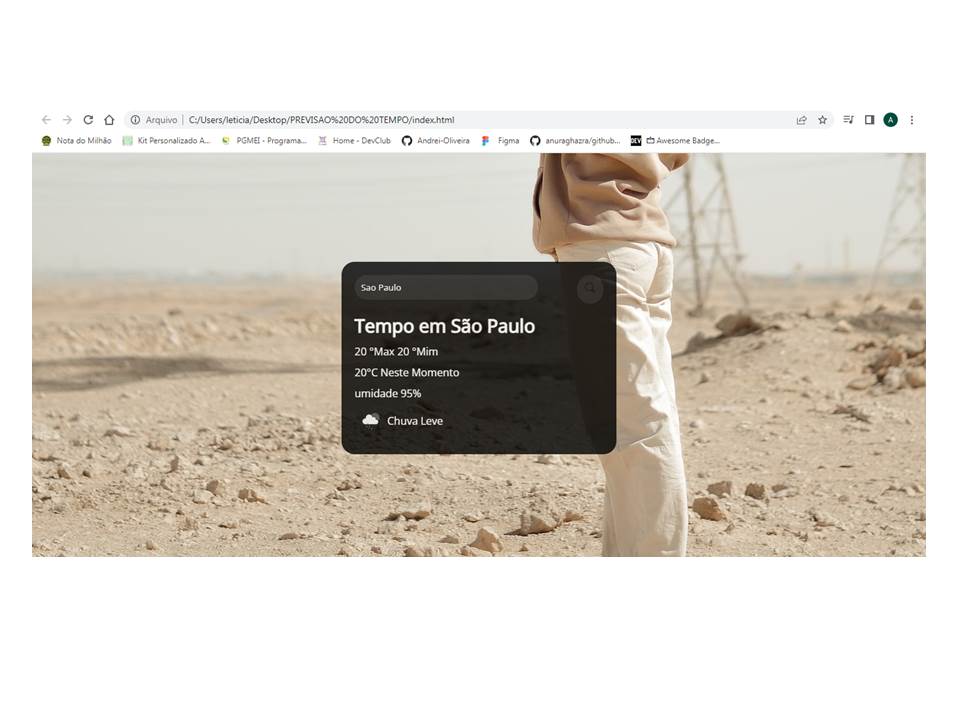 Arquivo | C:/Users/leticia/Desktop/PREVISAO%20DO%20TEMPO/index.html
A
Nota do Milhão Kit Personalizado A... PGMEI - Programa... Home - DevClub Andrei-Oliveira Figma anuraghazra/github... DEV Awesome Badge...
Sao Paulo
Tempo em São Paulo
20 °Max 20 °Mim
20°C Neste Momento
umidade 95%
Chuva Leve